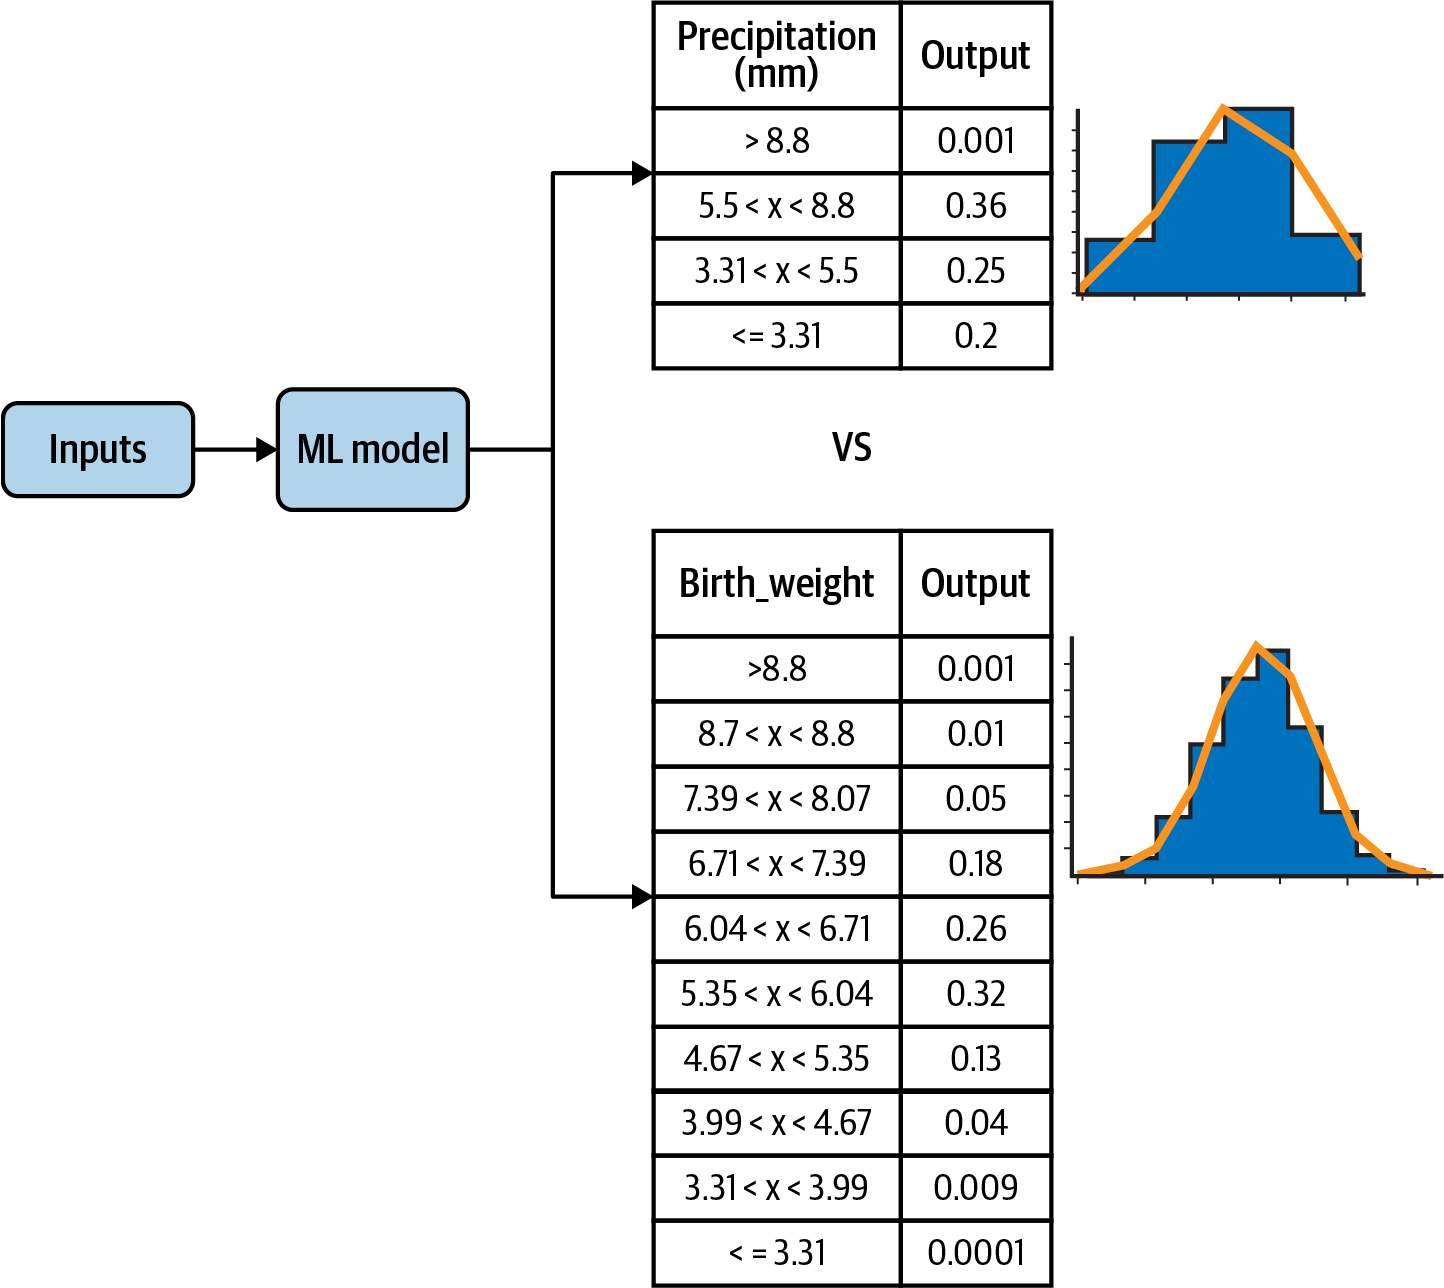 Precipitation
(mm)
Output
> 8.8
0.001
5.5 < x < 8.8
0.36
3.31 < x < 5.5
0.25
<= 3.31
0.2
Inputs
ML model
VS
Birth_weight
Output
>8.8
0.001
8.7 < x < 8.8
0.01
7.39 < x < 8.07
0.05
6.71 < x < 7.39
0.18
6.04 < x < 6.71
0.26
5.35 < x < 6.04
0.32
4.67 < x < 5.35
0.13
3.99 < x < 4.67
0.04
3.31 < x < 3.99
0.009
< = 3.31
0.0001